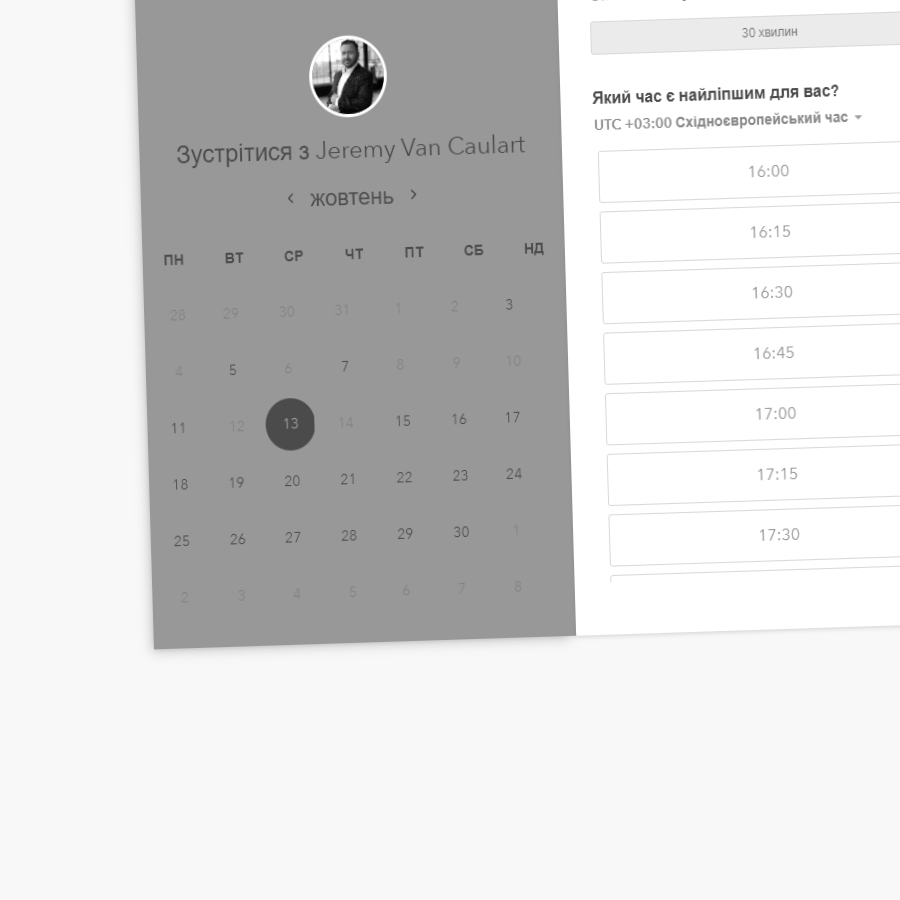 Зустрітися з Jeremy Van Caulart
‹ жовтень ›
ПН ВТ СР ЧТ ПТ СБ НД
28 29 30 31 1 2 3
4 5 6 7 8 9 10
11 12 13 14 15 16 17
18 19 20 21 22 23 24
25 26 27 28 29 30 1
2 3 4 5 6 7 8
30 хвилин
Який час є найліпшим для вас?
UTC +03:00 Східноєвропейський час
16:00
16:15
16:30
16:45
17:00
17:15
17:30